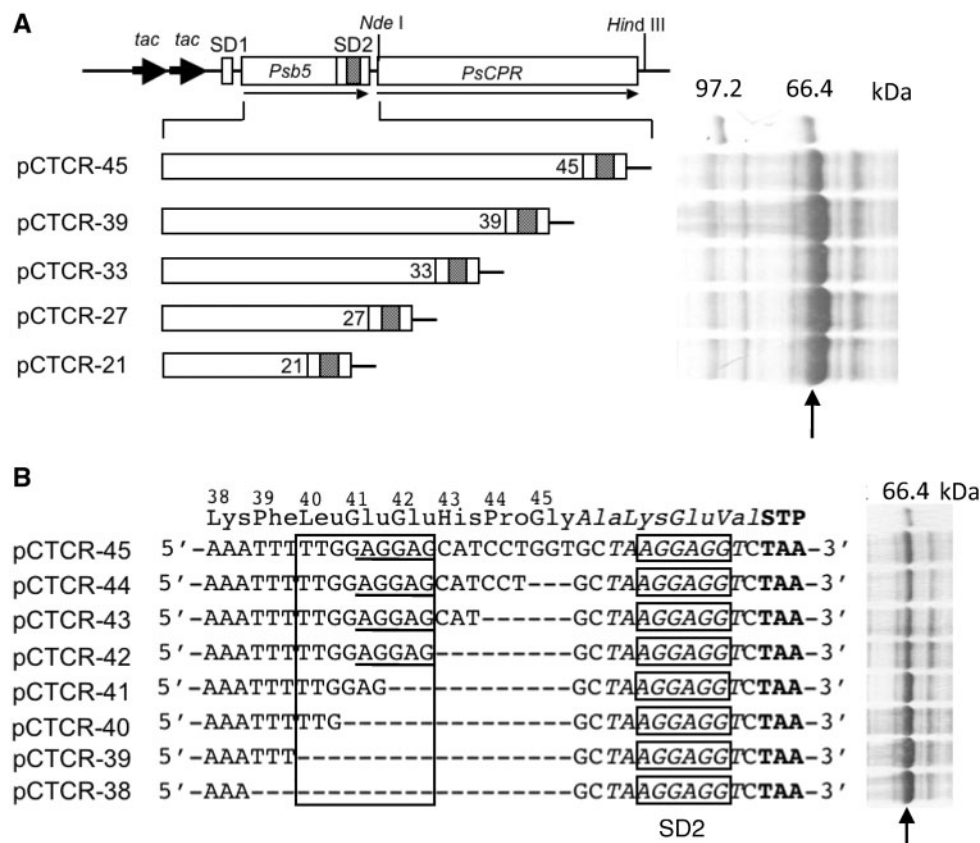 A
tac tac SD1 Psb5 SD2 Nde I PsCPR Hind III
97.2 66.4 kDa
pCTCR-45 45
pCTCR-39 39
pCTCR-33 33
pCTCR-27 27
pCTCR-21 21
B
38 39 40 41 42 43 44 45
LysPheLeuGluGluHisProGlyAlaLysGluValSTP
66.4 kDa
pCTCR-45 5’-AAATTTTTGGAGGAGCATCCTGGTGCTAAGGAGGTCTAA-3’
pCTCR-44 5’-AAATTTTTGGAGGAGCATCCT---GCTAAGGAGGTCTAA-3’
pCTCR-43 5’-AAATTTTTGGAGGAGCAT------GCTAAGGAGGTCTAA-3’
pCTCR-42 5’-AAATTTTTGGAGGAG---------GCTAAGGAGGTCTAA-3’
pCTCR-41 5’-AAATTTTTGGAG------------GCTAAGGAGGTCTAA-3’
pCTCR-40 5’-AAATTTTTG---------------GCTAAGGAGGTCTAA-3’
pCTCR-39 5’-AAATTT------------------GCTAAGGAGGTCTAA-3’
pCTCR-38 5’-AAA---------------------GCTAAGGAGGTCTAA-3’
SD2